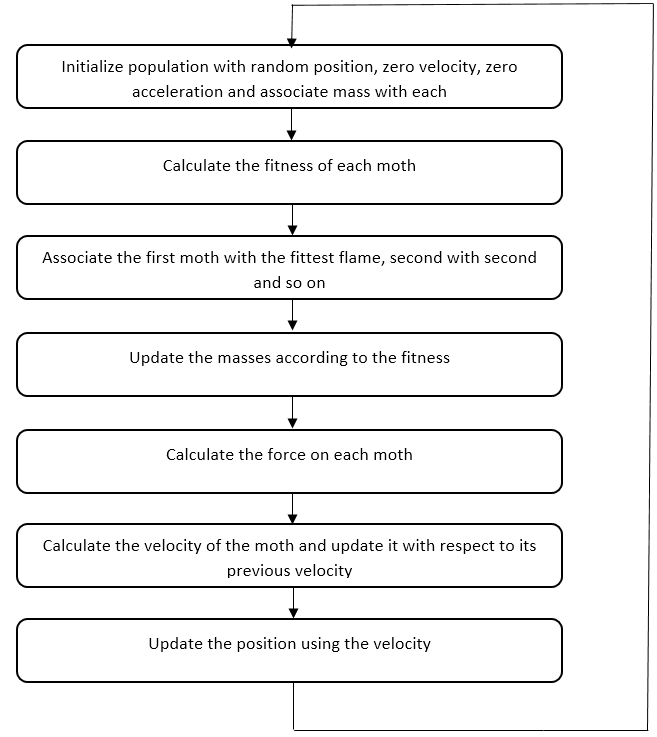 Initialize population with random position, zero velocity, zero
acceleration and associate mass with each
Calculate the fitness of each moth
Associate the first moth with the fittest flame, second with second
and so on
Update the masses according to the fitness
Calculate the force on each moth
Calculate the velocity of the moth and update it with respect to its
previous velocity
Update the position using the velocity